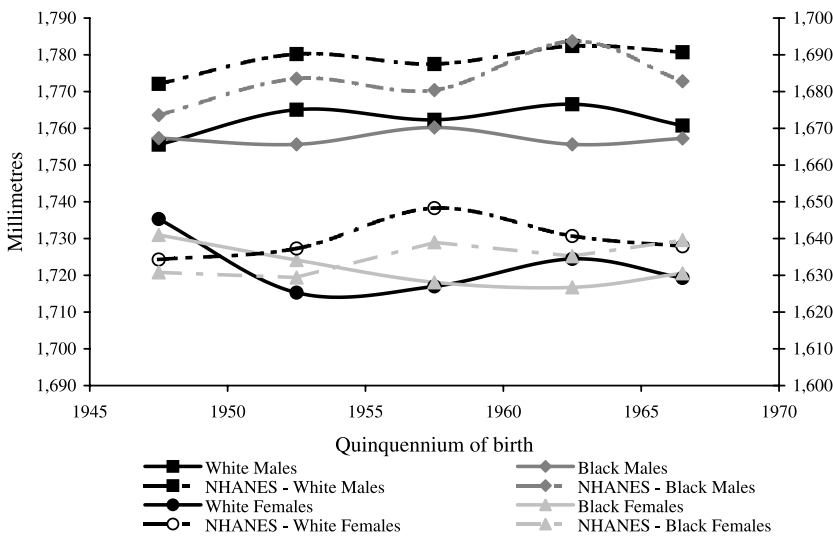 1,790 1,700
1,780 1,690
1,770 1,680
1,760 1,670
1,750 1,660
1,740 1,650
1,730 1,640
1,720 1,630
1,710 1,620
1,700 1,610
1,690 1,600
Millimetres
1945 1950 1955 1960 1965 1970
Quinquennium of birth
White Males Black Males
NHANES - White Males NHANES - Black Males
White Females Black Females
NHANES - White Females NHANES - Black Females